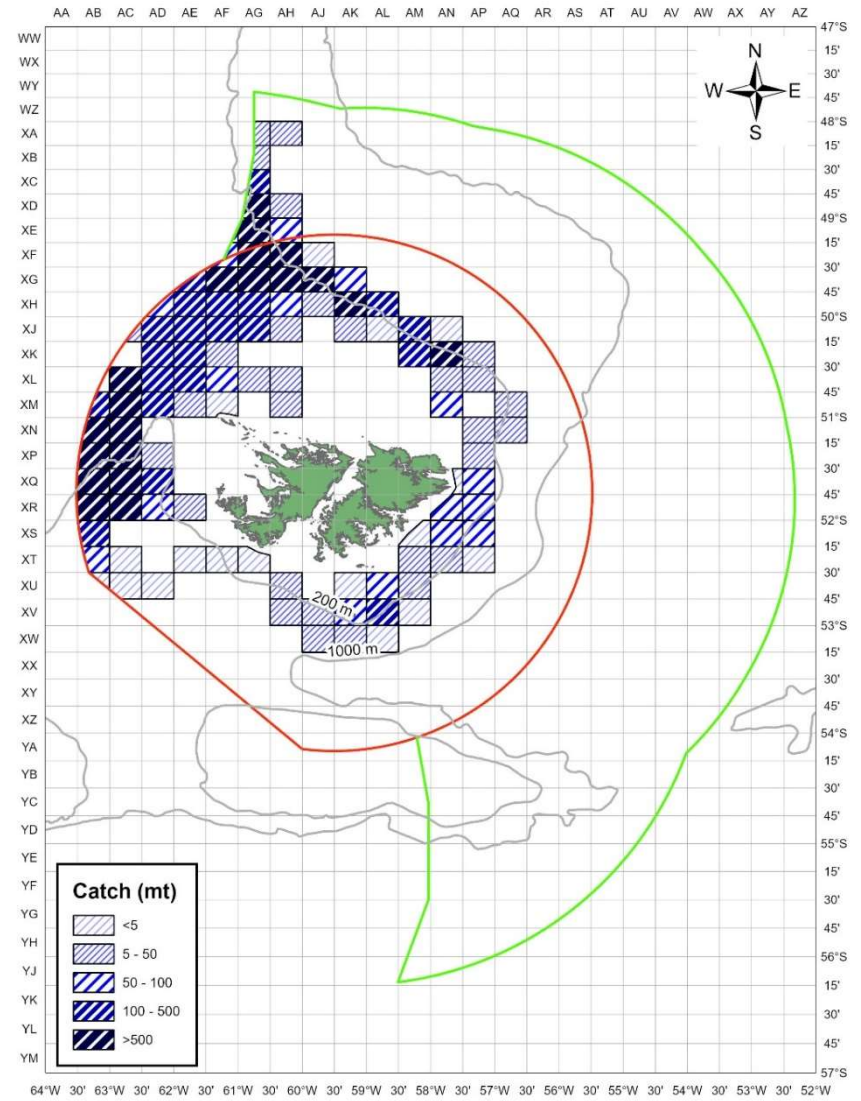 AA AB AC AD AE AF AG AH AJ AK AL AM AN AP AQ AR AS AT AU AV AW AX AY AZ
WW
WX
WY
WZ
XA
XB
XC
XD
XE
XF
XG
XH
XJ
XK
XL
XM
XN
XP
XQ
XR
XS
XT
XU
XV
XW
XX
XY
XZ
YA
YB
YC
YD
YE
YF
YG
YH
YJ
YK
YL
YM
47°S
15'
30'
45'
48°S
15'
30'
45'
49°S
15'
30'
45'
50°S
15'
30'
45'
51°S
15'
30'
45'
52°S
15'
30'
45'
53°S
15'
30'
45'
54°S
15'
30'
45'
55°S
15'
30'
45'
56°S
15'
30'
45'
57°S
N
W E
S
200 m
1000 m
Catch (mt)
<5
5 - 50
50 - 100
100 - 500
>500
64°W 30' 63°W 30' 62°W 30' 61°W 30' 60°W 30' 59°W 30' 58°W 30' 57°W 30' 56°W 30' 55°W 30' 54°W 30' 53°W 30' 52°W